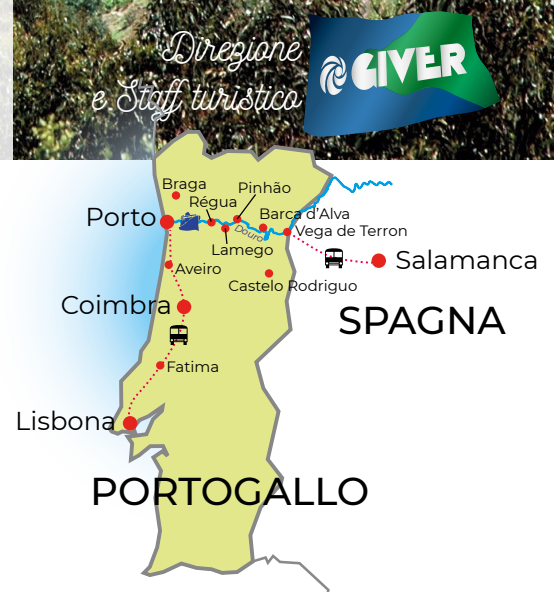 Direzione
e Staff turistico
GIVER
Braga
Pinhão
Régua
Porto
Barca d'Alva
Douro
Vega de Terron
Lamego
Salamanca
Aveiro
Castelo Rodriguo
Coimbra
SPAGNA
Fatima
Lisbona
PORTOGALLO